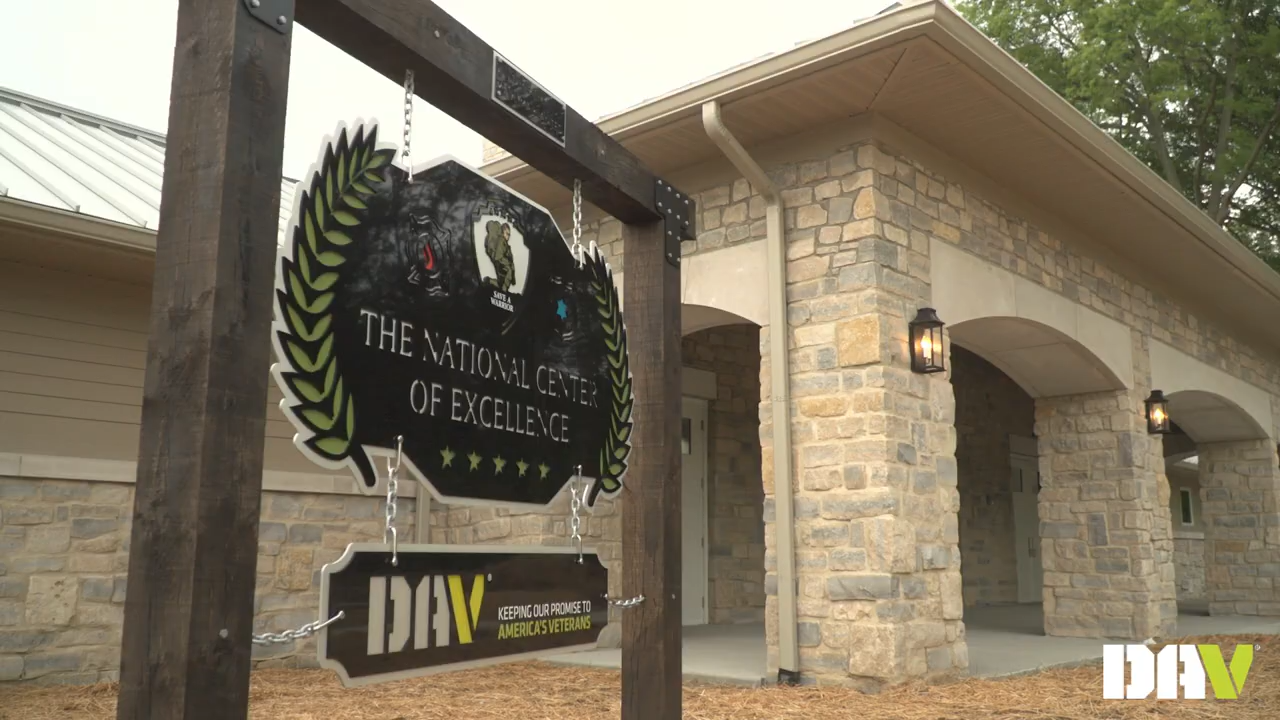 SAVE A
WARRIOR
THE NATIONAL CENTER
OF EXCELLENCE
DAV®
KEEPING OUR PROMISE TO
AMERICA'S VETERANS
DAV®